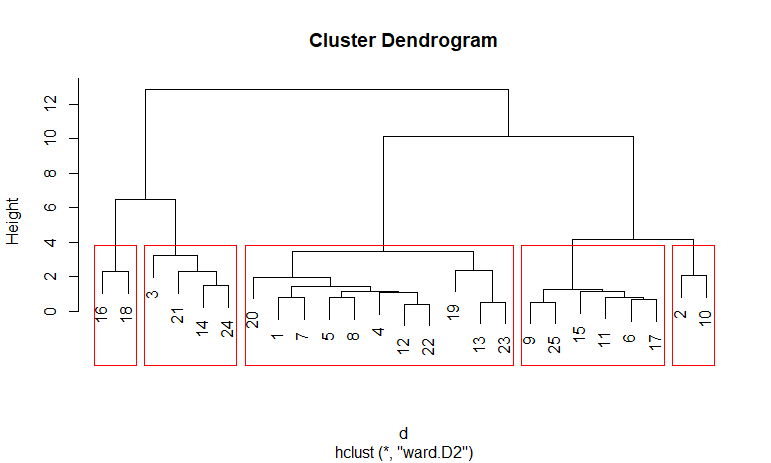 Cluster Dendrogram
Height
0 2 4 6 8 10 12
16 18 3 21 14 24 20 1 7 5 8 4 12 22 19 13 23 9 25 15 11 6 17 2 10
d
hclust (*, "ward.D2")